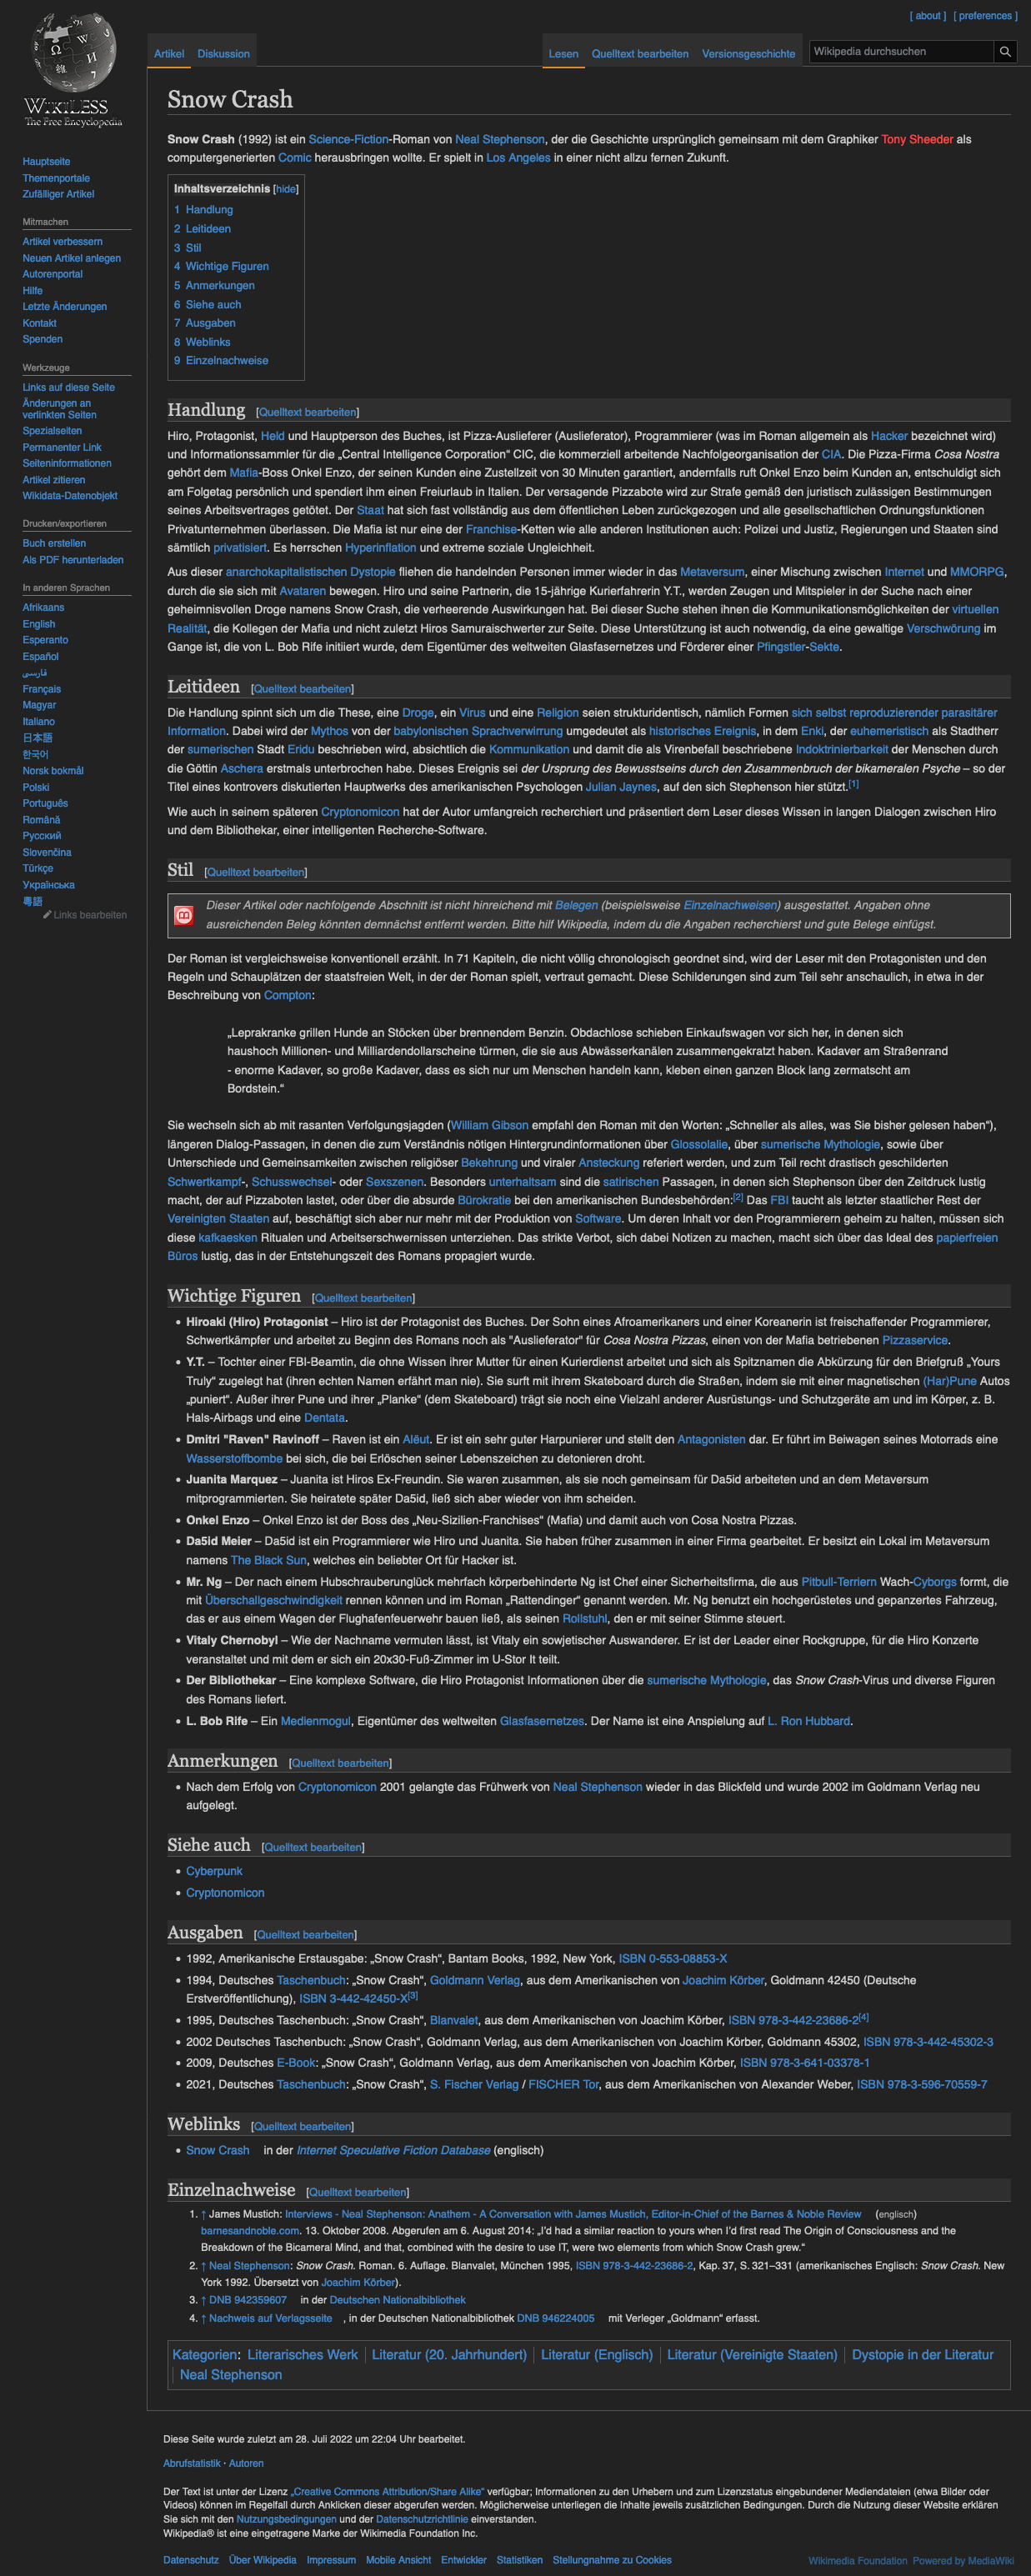 [ about ] [ preferences ]
WIKILESS
The Free Encyclopedia
Artikel Diskussion
Lesen Quelltext bearbeiten Versionsgeschichte Wikipedia durchsuchen
Hauptseite
Themenportale
Zufälliger Artikel
Mitmachen
Artikel verbessern
Neuen Artikel anlegen
Autorenportal
Hilfe
Letzte Änderungen
Kontakt
Spenden
Werkzeuge
Links auf diese Seite
Änderungen an
verlinkten Seiten
Spezialseiten
Permanenter Link
Seiteninformationen
Artikel zitieren
Wikidata-Datenobjekt
Drucken/exportieren
Buch erstellen
Als PDF herunterladen
In anderen Sprachen
Afrikaans
English
Esperanto
Español
فارسی
Français
Magyar
Italiano
日本語
한국어
Norsk bokmål
Polski
Português
Română
Русский
Slovenčina
Türkçe
Українська
粵語
Links bearbeiten
Snow Crash
Snow Crash (1992) ist ein Science-Fiction-Roman von Neal Stephenson, der die Geschichte ursprünglich gemeinsam mit dem Graphiker Tony Sheeder als
computergenerierten Comic herausbringen wollte. Er spielt in Los Angeles in einer nicht allzu fernen Zukunft.
Inhaltsverzeichnis [hide]
1 Handlung
2 Leitideen
3 Stil
4 Wichtige Figuren
5 Anmerkungen
6 Siehe auch
7 Ausgaben
8 Weblinks
9 Einzelnachweise
Handlung [Quelltext bearbeiten]
Hiro, Protagonist, Held und Hauptperson des Buches, ist Pizza-Auslieferer (Auslieferator), Programmierer (was im Roman allgemein als Hacker bezeichnet wird)
und Informationssammler für die „Central Intelligence Corporation“ CIC, die kommerziell arbeitende Nachfolgeorganisation der CIA. Die Pizza-Firma Cosa Nostra
gehört dem Mafia-Boss Onkel Enzo, der seinen Kunden eine Zustellzeit von 30 Minuten garantiert, andernfalls ruft Onkel Enzo beim Kunden an, entschuldigt sich
am Folgetag persönlich und spendiert ihm einen Freiurlaub in Italien. Der versagende Pizzabote wird zur Strafe gemäß den juristisch zulässigen Bestimmungen
seines Arbeitsvertrages getötet. Der Staat hat sich fast vollständig aus dem öffentlichen Leben zurückgezogen und alle gesellschaftlichen Ordnungsfunktionen
Privatunternehmen überlassen. Die Mafia ist nur eine der Franchise-Ketten wie alle anderen Institutionen auch: Polizei und Justiz, Regierungen und Staaten sind
sämtlich privatisiert. Es herrschen Hyperinflation und extreme soziale Ungleichheit.
Aus dieser anarchokapitalistischen Dystopie fliehen die handelnden Personen immer wieder in das Metaversum, einer Mischung zwischen Internet und MMORPG,
durch die sie sich mit Avataren bewegen. Hiro und seine Partnerin, die 15-jährige Kurierfahrerin Y.T., werden Zeugen und Mitspieler in der Suche nach einer
geheimnisvollen Droge namens Snow Crash, die verheerende Auswirkungen hat. Bei dieser Suche stehen ihnen die Kommunikationsmöglichkeiten der virtuellen
Realität, die Kollegen der Mafia und nicht zuletzt Hiros Samuraischwerter zur Seite. Diese Unterstützung ist auch notwendig, da eine gewaltige Verschwörung im
Gange ist, die von L. Bob Rife initiiert wurde, dem Eigentümer des weltweiten Glasfasernetzes und Förderer einer Pfingstler-Sekte.
Leitideen [Quelltext bearbeiten]
Die Handlung spinnt sich um die These, eine Droge, ein Virus und eine Religion seien strukturidentisch, nämlich Formen sich selbst reproduzierender parasitärer
Information. Dabei wird der Mythos von der babylonischen Sprachverwirrung umgedeutet als historisches Ereignis, in dem Enki, der euhemeristisch als Stadtherr
der sumerischen Stadt Eridu beschrieben wird, absichtlich die Kommunikation und damit die als Virenbefall beschriebene Indoktrinierbarkeit der Menschen durch
die Göttin Aschera erstmals unterbrochen habe. Dieses Ereignis sei der Ursprung des Bewusstseins durch den Zusammenbruch der bikameralen Psyche – so der
Titel eines kontrovers diskutierten Hauptwerks des amerikanischen Psychologen Julian Jaynes, auf den sich Stephenson hier stützt.[1]
Wie auch in seinem späteren Cryptonomicon hat der Autor umfangreich recherchiert und präsentiert dem Leser dieses Wissen in langen Dialogen zwischen Hiro
und dem Bibliothekar, einer intelligenten Recherche-Software.
Stil [Quelltext bearbeiten]
Dieser Artikel oder nachfolgende Abschnitt ist nicht hinreichend mit Belegen (beispielsweise Einzelnachweisen) ausgestattet. Angaben ohne
ausreichenden Beleg könnten demnächst entfernt werden. Bitte hilf Wikipedia, indem du die Angaben recherchierst und gute Belege einfügst.
Der Roman ist vergleichsweise konventionell erzählt. In 71 Kapiteln, die nicht völlig chronologisch geordnet sind, wird der Leser mit den Protagonisten und den
Regeln und Schauplätzen der staatsfreien Welt, in der der Roman spielt, vertraut gemacht. Diese Schilderungen sind zum Teil sehr anschaulich, in etwa in der
Beschreibung von Compton:
„Leprakranke grillen Hunde an Stöcken über brennendem Benzin. Obdachlose schieben Einkaufswagen vor sich her, in denen sich
haushoch Millionen- und Milliardendollarscheine türmen, die sie aus Abwässerkanälen zusammengekratzt haben. Kadaver am Straßenrand
- enorme Kadaver, so große Kadaver, dass es sich nur um Menschen handeln kann, kleben einen ganzen Block lang zermatscht am
Bordstein.“
Sie wechseln sich ab mit rasanten Verfolgungsjagden (William Gibson empfahl den Roman mit den Worten: „Schneller als alles, was Sie bisher gelesen haben“),
längeren Dialog-Passagen, in denen die zum Verständnis nötigen Hintergrundinformationen über Glossolalie, über sumerische Mythologie, sowie über
Unterschiede und Gemeinsamkeiten zwischen religiöser Bekehrung und viraler Ansteckung referiert werden, und zum Teil recht drastisch geschilderten
Schwertkampf-, Schusswechsel- oder Sexszenen. Besonders unterhaltsam sind die satirischen Passagen, in denen sich Stephenson über den Zeitdruck lustig
macht, der auf Pizzaboten lastet, oder über die absurde Bürokratie bei den amerikanischen Bundesbehörden:[2] Das FBI taucht als letzter staatlicher Rest der
Vereinigten Staaten auf, beschäftigt sich aber nur mehr mit der Produktion von Software. Um deren Inhalt vor den Programmierern geheim zu halten, müssen sich
diese kafkaesken Ritualen und Arbeitserschwernissen unterziehen. Das strikte Verbot, sich dabei Notizen zu machen, macht sich über das Ideal des papierfreien
Büros lustig, das in der Entstehungszeit des Romans propagiert wurde.
Wichtige Figuren [Quelltext bearbeiten]
• Hiroaki (Hiro) Protagonist – Hiro ist der Protagonist des Buches. Der Sohn eines Afroamerikaners und einer Koreanerin ist freischaffender Programmierer,
Schwertkämpfer und arbeitet zu Beginn des Romans noch als "Auslieferator" für Cosa Nostra Pizzas, einen von der Mafia betriebenen Pizzaservice.
• Y.T. – Tochter einer FBI-Beamtin, die ohne Wissen ihrer Mutter für einen Kurierdienst arbeitet und sich als Spitznamen die Abkürzung für den Briefgruß „Yours
Truly“ zugelegt hat (ihren echten Namen erfährt man nie). Sie surft mit ihrem Skateboard durch die Straßen, indem sie mit einer magnetischen (Har)Pune Autos
„puniert“. Außer ihrer Pune und ihrer „Planke“ (dem Skateboard) trägt sie noch eine Vielzahl anderer Ausrüstungs- und Schutzgeräte am und im Körper, z. B.
Hals-Airbags und eine Dentata.
• Dmitri "Raven" Ravinoff – Raven ist ein Alëut. Er ist ein sehr guter Harpunierer und stellt den Antagonisten dar. Er führt im Beiwagen seines Motorrads eine
Wasserstoffbombe bei sich, die bei Erlöschen seiner Lebenszeichen zu detonieren droht.
• Juanita Marquez – Juanita ist Hiros Ex-Freundin. Sie waren zusammen, als sie noch gemeinsam für Da5id arbeiteten und an dem Metaversum
mitprogrammierten. Sie heiratete später Da5id, ließ sich aber wieder von ihm scheiden.
• Onkel Enzo – Onkel Enzo ist der Boss des „Neu-Sizilien-Franchises“ (Mafia) und damit auch von Cosa Nostra Pizzas.
• Da5id Meier – Da5id ist ein Programmierer wie Hiro und Juanita. Sie haben früher zusammen in einer Firma gearbeitet. Er besitzt ein Lokal im Metaversum
namens The Black Sun, welches ein beliebter Ort für Hacker ist.
• Mr. Ng – Der nach einem Hubschrauberunglück mehrfach körperbehinderte Ng ist Chef einer Sicherheitsfirma, die aus Pitbull-Terriern Wach-Cyborgs formt, die
mit Überschallgeschwindigkeit rennen können und im Roman „Rattendinger“ genannt werden. Mr. Ng benutzt ein hochgerüstetes und gepanzertes Fahrzeug,
das er aus einem Wagen der Flughafenfeuerwehr bauen ließ, als seinen Rollstuhl, den er mit seiner Stimme steuert.
• Vitaly Chernobyl – Wie der Nachname vermuten lässt, ist Vitaly ein sowjetischer Auswanderer. Er ist der Leader einer Rockgruppe, für die Hiro Konzerte
veranstaltet und mit dem er sich ein 20x30-Fuß-Zimmer im U-Stor It teilt.
• Der Bibliothekar – Eine komplexe Software, die Hiro Protagonist Informationen über die sumerische Mythologie, das Snow Crash-Virus und diverse Figuren
des Romans liefert.
• L. Bob Rife – Ein Medienmogul, Eigentümer des weltweiten Glasfasernetzes. Der Name ist eine Anspielung auf L. Ron Hubbard.
Anmerkungen [Quelltext bearbeiten]
• Nach dem Erfolg von Cryptonomicon 2001 gelangte das Frühwerk von Neal Stephenson wieder in das Blickfeld und wurde 2002 im Goldmann Verlag neu
aufgelegt.
Siehe auch [Quelltext bearbeiten]
• Cyberpunk
• Cryptonomicon
Ausgaben [Quelltext bearbeiten]
• 1992, Amerikanische Erstausgabe: „Snow Crash“, Bantam Books, 1992, New York, ISBN 0-553-08853-X
• 1994, Deutsches Taschenbuch: „Snow Crash“, Goldmann Verlag, aus dem Amerikanischen von Joachim Körber, Goldmann 42450 (Deutsche
Erstveröffentlichung), ISBN 3-442-42450-X[3]
• 1995, Deutsches Taschenbuch: „Snow Crash“, Blanvalet, aus dem Amerikanischen von Joachim Körber, ISBN 978-3-442-23686-2[4]
• 2002 Deutsches Taschenbuch: „Snow Crash“, Goldmann Verlag, aus dem Amerikanischen von Joachim Körber, Goldmann 45302, ISBN 978-3-442-45302-3
• 2009, Deutsches E-Book: „Snow Crash“, Goldmann Verlag, aus dem Amerikanischen von Joachim Körber, ISBN 978-3-641-03378-1
• 2021, Deutsches Taschenbuch: „Snow Crash“, S. Fischer Verlag / FISCHER Tor, aus dem Amerikanischen von Alexander Weber, ISBN 978-3-596-70559-7
Weblinks [Quelltext bearbeiten]
• Snow Crash in der Internet Speculative Fiction Database (englisch)
Einzelnachweise [Quelltext bearbeiten]
1. ↑ James Mustich: Interviews - Neal Stephenson: Anathem - A Conversation with James Mustich, Editor-in-Chief of the Barnes & Noble Review (englisch)
barnesandnoble.com. 13. Oktober 2008. Abgerufen am 6. August 2014: „I’d had a similar reaction to yours when I’d first read The Origin of Consciousness and the
Breakdown of the Bicameral Mind, and that, combined with the desire to use IT, were two elements from which Snow Crash grew.“
2. ↑ Neal Stephenson: Snow Crash. Roman. 6. Auflage. Blanvalet, München 1995, ISBN 978-3-442-23686-2, Kap. 37, S. 321–331 (amerikanisches Englisch: Snow Crash. New
York 1992. Übersetzt von Joachim Körber).
3. ↑ DNB 942359607 in der Deutschen Nationalbibliothek
4. ↑ Nachweis auf Verlagsseite , in der Deutschen Nationalbibliothek DNB 946224005 mit Verleger „Goldmann“ erfasst.
Kategorien: Literarisches Werk | Literatur (20. Jahrhundert) | Literatur (Englisch) | Literatur (Vereinigte Staaten) | Dystopie in der Literatur
| Neal Stephenson
Diese Seite wurde zuletzt am 28. Juli 2022 um 22:04 Uhr bearbeitet.
Abrufstatistik · Autoren
Der Text ist unter der Lizenz „Creative Commons Attribution/Share Alike“ verfügbar; Informationen zu den Urhebern und zum Lizenzstatus eingebundener Mediendateien (etwa Bilder oder
Videos) können im Regelfall durch Anklicken dieser abgerufen werden. Möglicherweise unterliegen die Inhalte jeweils zusätzlichen Bedingungen. Durch die Nutzung dieser Website erklären
Sie sich mit den Nutzungsbedingungen und der Datenschutzrichtlinie einverstanden.
Wikipedia® ist eine eingetragene Marke der Wikimedia Foundation Inc.
Datenschutz Über Wikipedia Impressum Mobile Ansicht Entwickler Statistiken Stellungnahme zu Cookies
Wikimedia Foundation Powered by MediaWiki